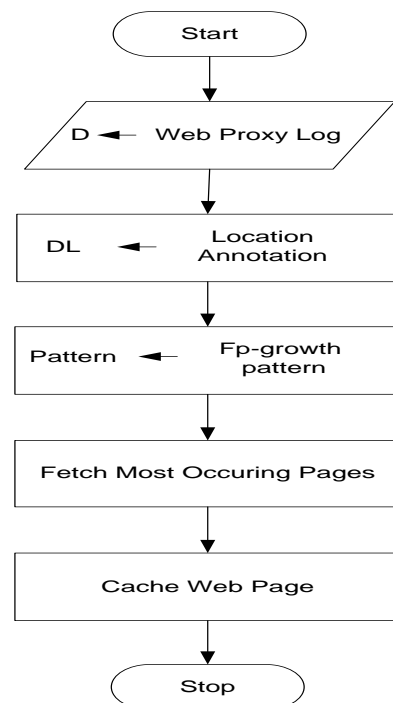 Start
D Web Proxy Log
DL Location
Annotation
Pattern Fp-growth
pattern
Fetch Most Occuring Pages
Cache Web Page
Stop